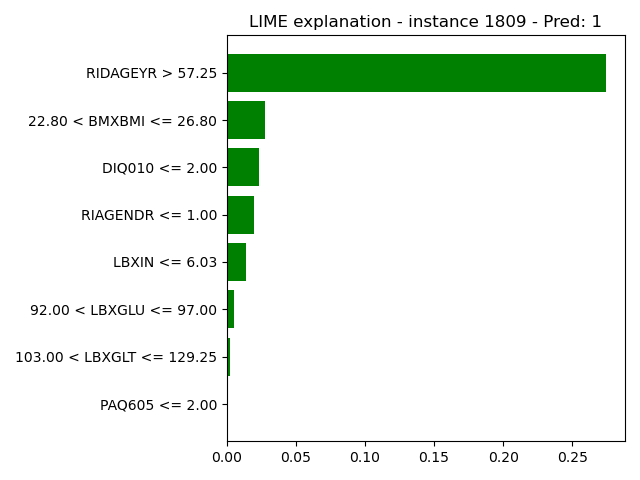 LIME explanation - instance 1809 - Pred: 1
RIDAGEYR > 57.25
22.80 < BMXBMI <= 26.80
DIQ010 <= 2.00
RIAGENDR <= 1.00
LBXIN <= 6.03
92.00 < LBXGLU <= 97.00
103.00 < LBXGLT <= 129.25
PAQ605 <= 2.00
0.00 0.05 0.10 0.15 0.20 0.25